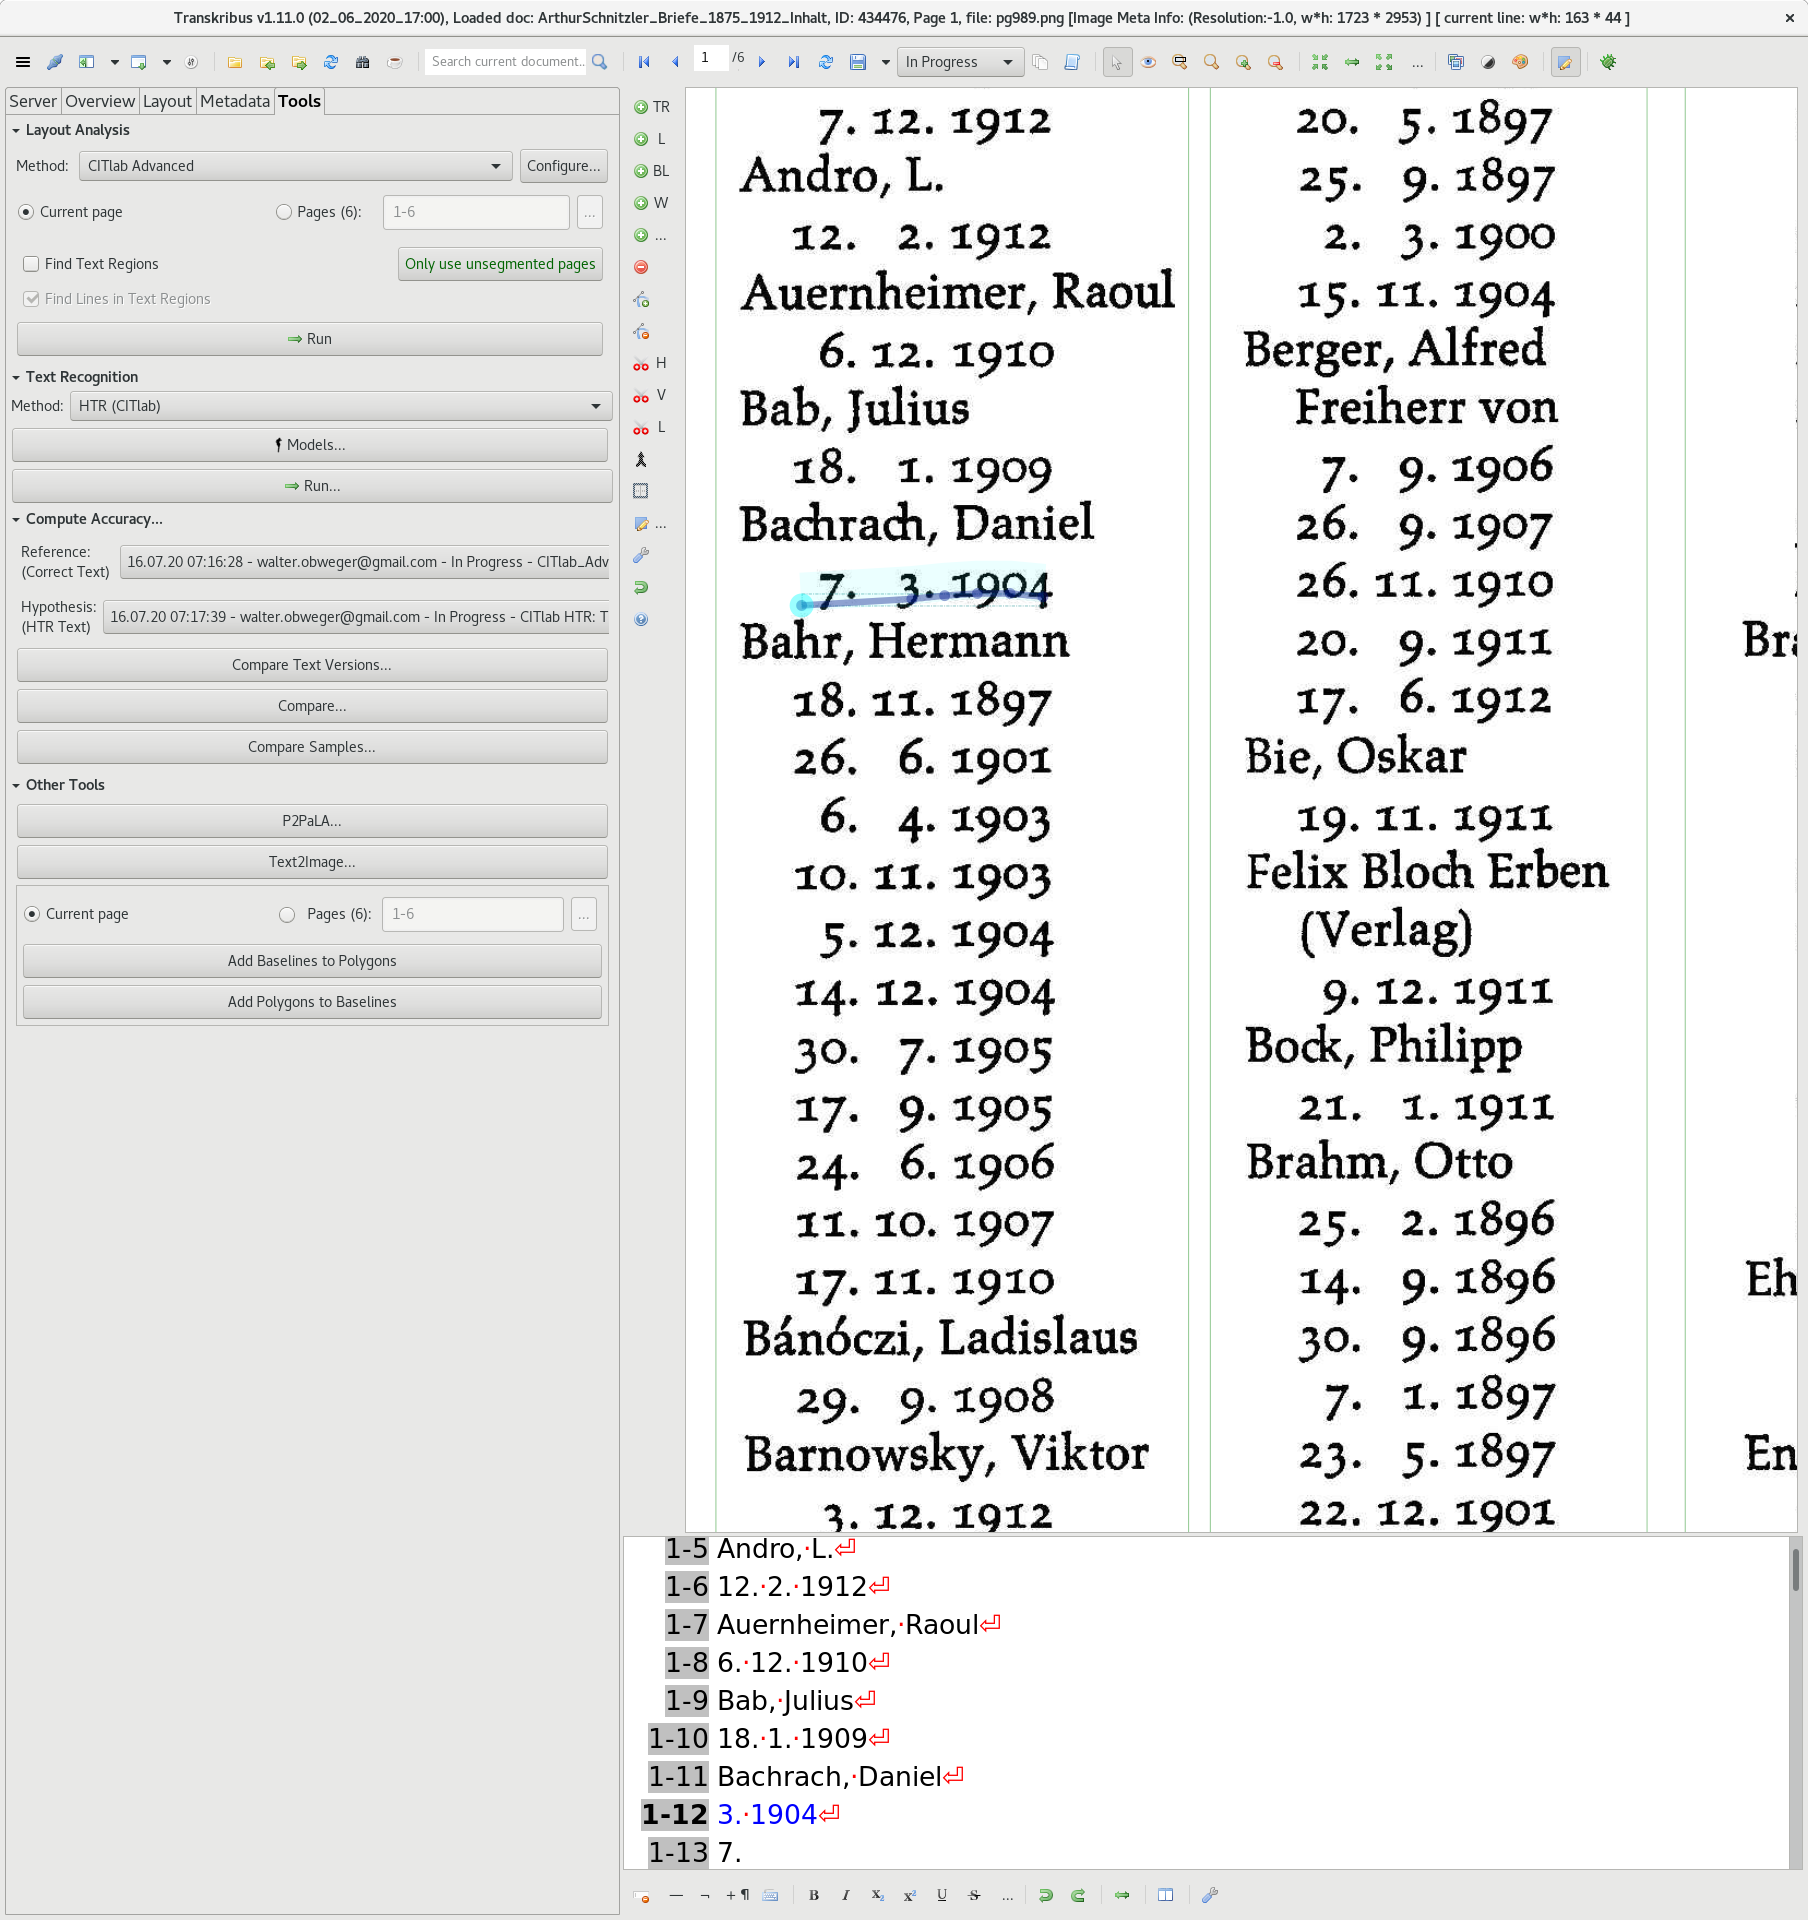 Transkribus v1.11.0 (02_06_2020_17:00), Loaded doc: ArthurSchnitzler_Briefe_1875_1912_Inhalt, ID: 434476, Page 1, file: pg989.png [Image Meta Info: (Resolution:-1.0, w*h: 1723 * 2953) ] [ current line: w*h: 163 * 44 ]
Search current document...
1 /6
In Progress
...
Server Overview Layout Metadata Tools
Layout Analysis
Method: CITlab Advanced Configure...
Current page Pages (6): 1-6 ...
Find Text Regions Only use unsegmented pages
Find Lines in Text Regions
Run
Text Recognition
Method: HTR (CITlab)
Models...
Run...
Compute Accuracy...
Reference:
(Correct Text)
16.07.20 07:16:28 - walter.obweger@gmail.com - In Progress - CITlab_Adv
Hypothesis:
(HTR Text)
16.07.20 07:17:39 - walter.obweger@gmail.com - In Progress - CITlab HTR: T
Compare Text Versions...
Compare...
Compare Samples...
Other Tools
P2PaLA...
Text2Image...
Current page Pages (6): 1-6 ...
Add Baselines to Polygons
Add Polygons to Baselines
TR
L
BL
W
...
H
V
L
...
7. 12. 1912
Andro, L.
12. 2. 1912
Auernheimer, Raoul
6. 12. 1910
Bab, Julius
18. 1. 1909
Bachrach, Daniel
7. 3. 1904
Bahr, Hermann
18. 11. 1897
26. 6. 1901
6. 4. 1903
10. 11. 1903
5. 12. 1904
14. 12. 1904
30. 7. 1905
17. 9. 1905
24. 6. 1906
11. 10. 1907
17. 11. 1910
Bánóczi, Ladislaus
29. 9. 1908
Barnowsky, Viktor
3. 12. 1912
20. 5. 1897
25. 9. 1897
2. 3. 1900
15. 11. 1904
Berger, Alfred
Freiherr von
7. 9. 1906
26. 9. 1907
26. 11. 1910
20. 9. 1911
17. 6. 1912
Bie, Oskar
19. 11. 1911
Felix Bloch Erben
(Verlag)
9. 12. 1911
Bock, Philipp
21. 1. 1911
Brahm, Otto
25. 2. 1896
14. 9. 1896
30. 9. 1896
7. 1. 1897
23. 5. 1897
22. 12. 1901
Bra
Eh
En
1-5 Andro,·L.
1-6 12.·2.·1912
1-7 Auernheimer,·Raoul
1-8 6.·12.·1910
1-9 Bab,·Julius
1-10 18.·1.·1909
1-11 Bachrach,·Daniel
1-12 3.·1904
1-13 7.
— ¬ + ¶ B I X₂ x² U S ...